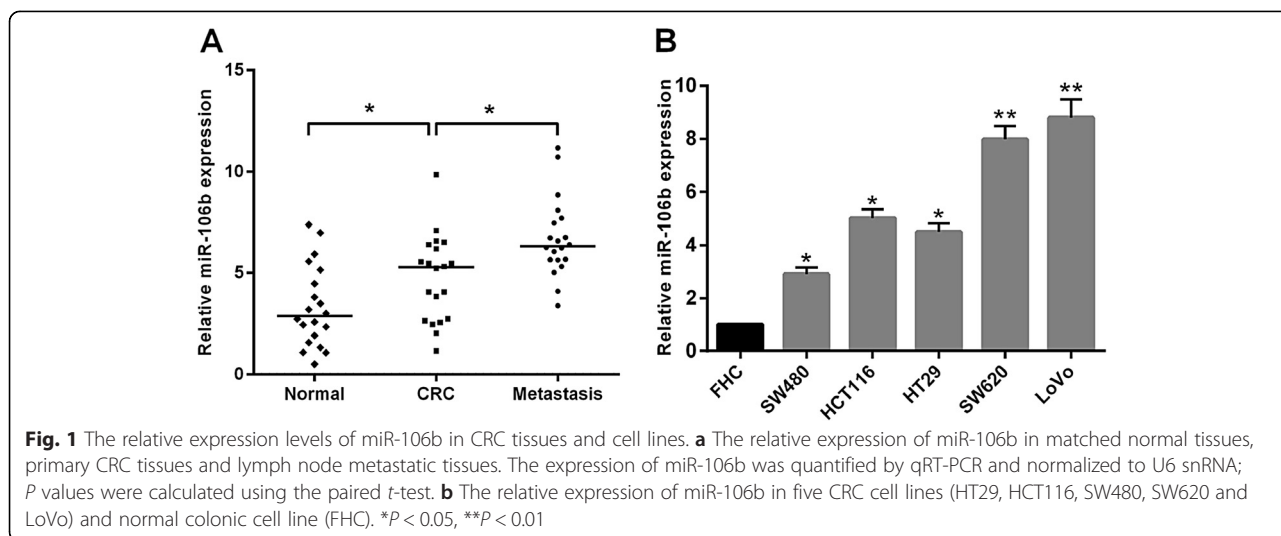 A
Relative miR-106b expression
15
10
5
0
*
*
Normal
CRC
Metastasis
B
Relative miR-106b expression
10
8
6
4
2
0
*
*
*
**
**
FHC
SW480
HCT116
HT29
SW620
LoVo
Fig. 1 The relative expression levels of miR-106b in CRC tissues and cell lines. a The relative expression of miR-106b in matched normal tissues,
primary CRC tissues and lymph node metastatic tissues. The expression of miR-106b was quantified by qRT-PCR and normalized to U6 snRNA;
P values were calculated using the paired t-test. b The relative expression of miR-106b in five CRC cell lines (HT29, HCT116, SW480, SW620 and
LoVo) and normal colonic cell line (FHC). *P < 0.05, **P < 0.01